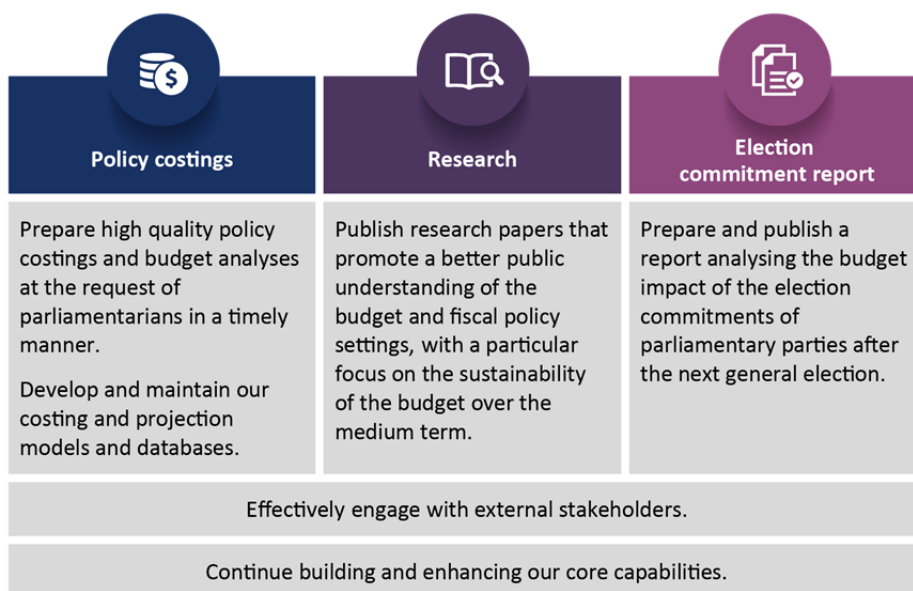 Policy costings
Prepare high quality policy
costings and budget analyses
at the request of
parliamentarians in a timely
manner.
Develop and maintain our
costing and projection
models and databases.
Research
Publish research papers that
promote a better public
understanding of the
budget and fiscal policy
settings, with a particular
focus on the sustainability
of the budget over the
medium term.
Election
commitment report
Prepare and publish a
report analysing the budget
impact of the election
commitments of
parliamentary parties after
the next general election.
Effectively engage with external stakeholders.
Continue building and enhancing our core capabilities.